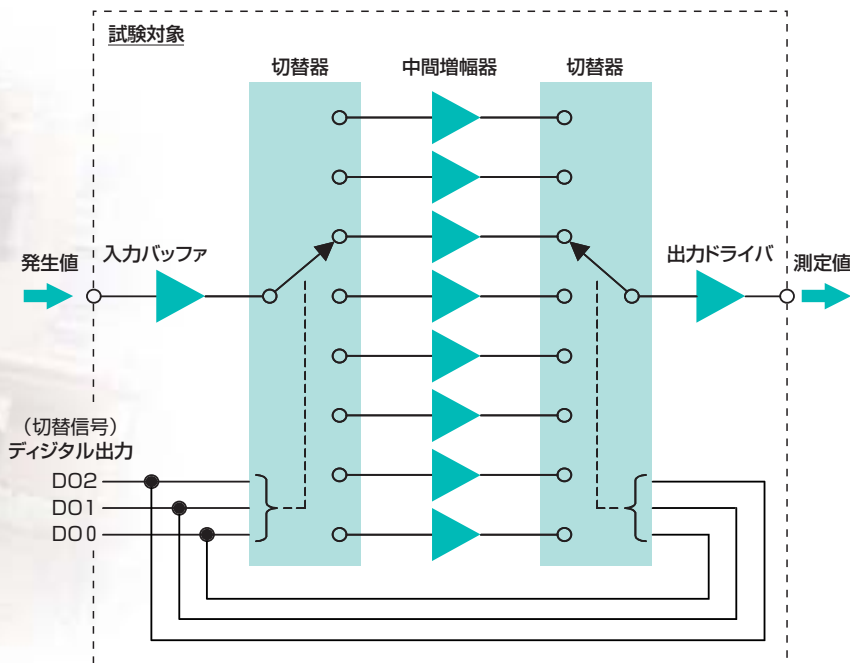 試験対象
切替器
中間増幅器
切替器
発生値
入力バッファ
出力ドライバ
測定値
（切替信号）
ディジタル出力
DO2
DO1
DO0